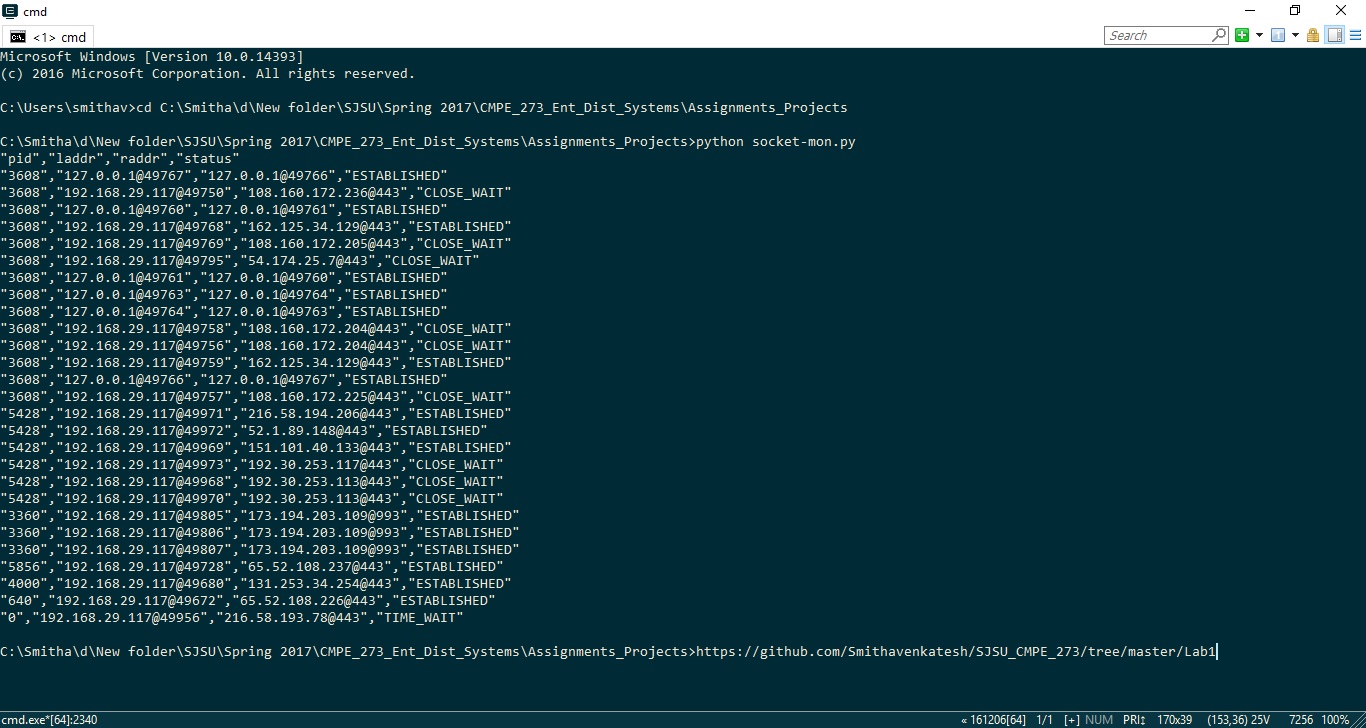 cmd
<1> cmd
Search
Microsoft Windows [Version 10.0.14393]
(c) 2016 Microsoft Corporation. All rights reserved.
C:\Users\smithav>cd C:\Smitha\d\New folder\SJSU\Spring 2017\CMPE_273_Ent_Dist_Systems\Assignments_Projects
C:\Smitha\d\New folder\SJSU\Spring 2017\CMPE_273_Ent_Dist_Systems\Assignments_Projects>python socket-mon.py
"pid","laddr","raddr","status"
"3608","127.0.0.1@49767","127.0.0.1@49766","ESTABLISHED"
"3608","192.168.29.117@49750","108.160.172.236@443","CLOSE_WAIT"
"3608","127.0.0.1@49760","127.0.0.1@49761","ESTABLISHED"
"3608","192.168.29.117@49768","162.125.34.129@443","ESTABLISHED"
"3608","192.168.29.117@49769","108.160.172.205@443","CLOSE_WAIT"
"3608","192.168.29.117@49795","54.174.25.7@443","CLOSE_WAIT"
"3608","127.0.0.1@49761","127.0.0.1@49760","ESTABLISHED"
"3608","127.0.0.1@49763","127.0.0.1@49764","ESTABLISHED"
"3608","127.0.0.1@49764","127.0.0.1@49763","ESTABLISHED"
"3608","192.168.29.117@49758","108.160.172.204@443","CLOSE_WAIT"
"3608","192.168.29.117@49756","108.160.172.204@443","CLOSE_WAIT"
"3608","192.168.29.117@49759","162.125.34.129@443","ESTABLISHED"
"3608","127.0.0.1@49766","127.0.0.1@49767","ESTABLISHED"
"3608","192.168.29.117@49757","108.160.172.225@443","CLOSE_WAIT"
"5428","192.168.29.117@49971","216.58.194.206@443","ESTABLISHED"
"5428","192.168.29.117@49972","52.1.89.148@443","ESTABLISHED"
"5428","192.168.29.117@49969","151.101.40.133@443","ESTABLISHED"
"5428","192.168.29.117@49973","192.30.253.117@443","CLOSE_WAIT"
"5428","192.168.29.117@49968","192.30.253.113@443","CLOSE_WAIT"
"5428","192.168.29.117@49970","192.30.253.113@443","CLOSE_WAIT"
"3360","192.168.29.117@49805","173.194.203.109@993","ESTABLISHED"
"3360","192.168.29.117@49806","173.194.203.109@993","ESTABLISHED"
"3360","192.168.29.117@49807","173.194.203.109@993","ESTABLISHED"
"5856","192.168.29.117@49728","65.52.108.237@443","ESTABLISHED"
"4000","192.168.29.117@49680","131.253.34.254@443","ESTABLISHED"
"640","192.168.29.117@49672","65.52.108.226@443","ESTABLISHED"
"0","192.168.29.117@49956","216.58.193.78@443","TIME_WAIT"
C:\Smitha\d\New folder\SJSU\Spring 2017\CMPE_273_Ent_Dist_Systems\Assignments_Projects>https://github.com/Smithavenkatesh/SJSU_CMPE_273/tree/master/Lab1
cmd.exe*[64]:2340 « 161206[64] 1/1 [+] NUM PRI↕ 170x39 (153,36) 25V 7256 100%